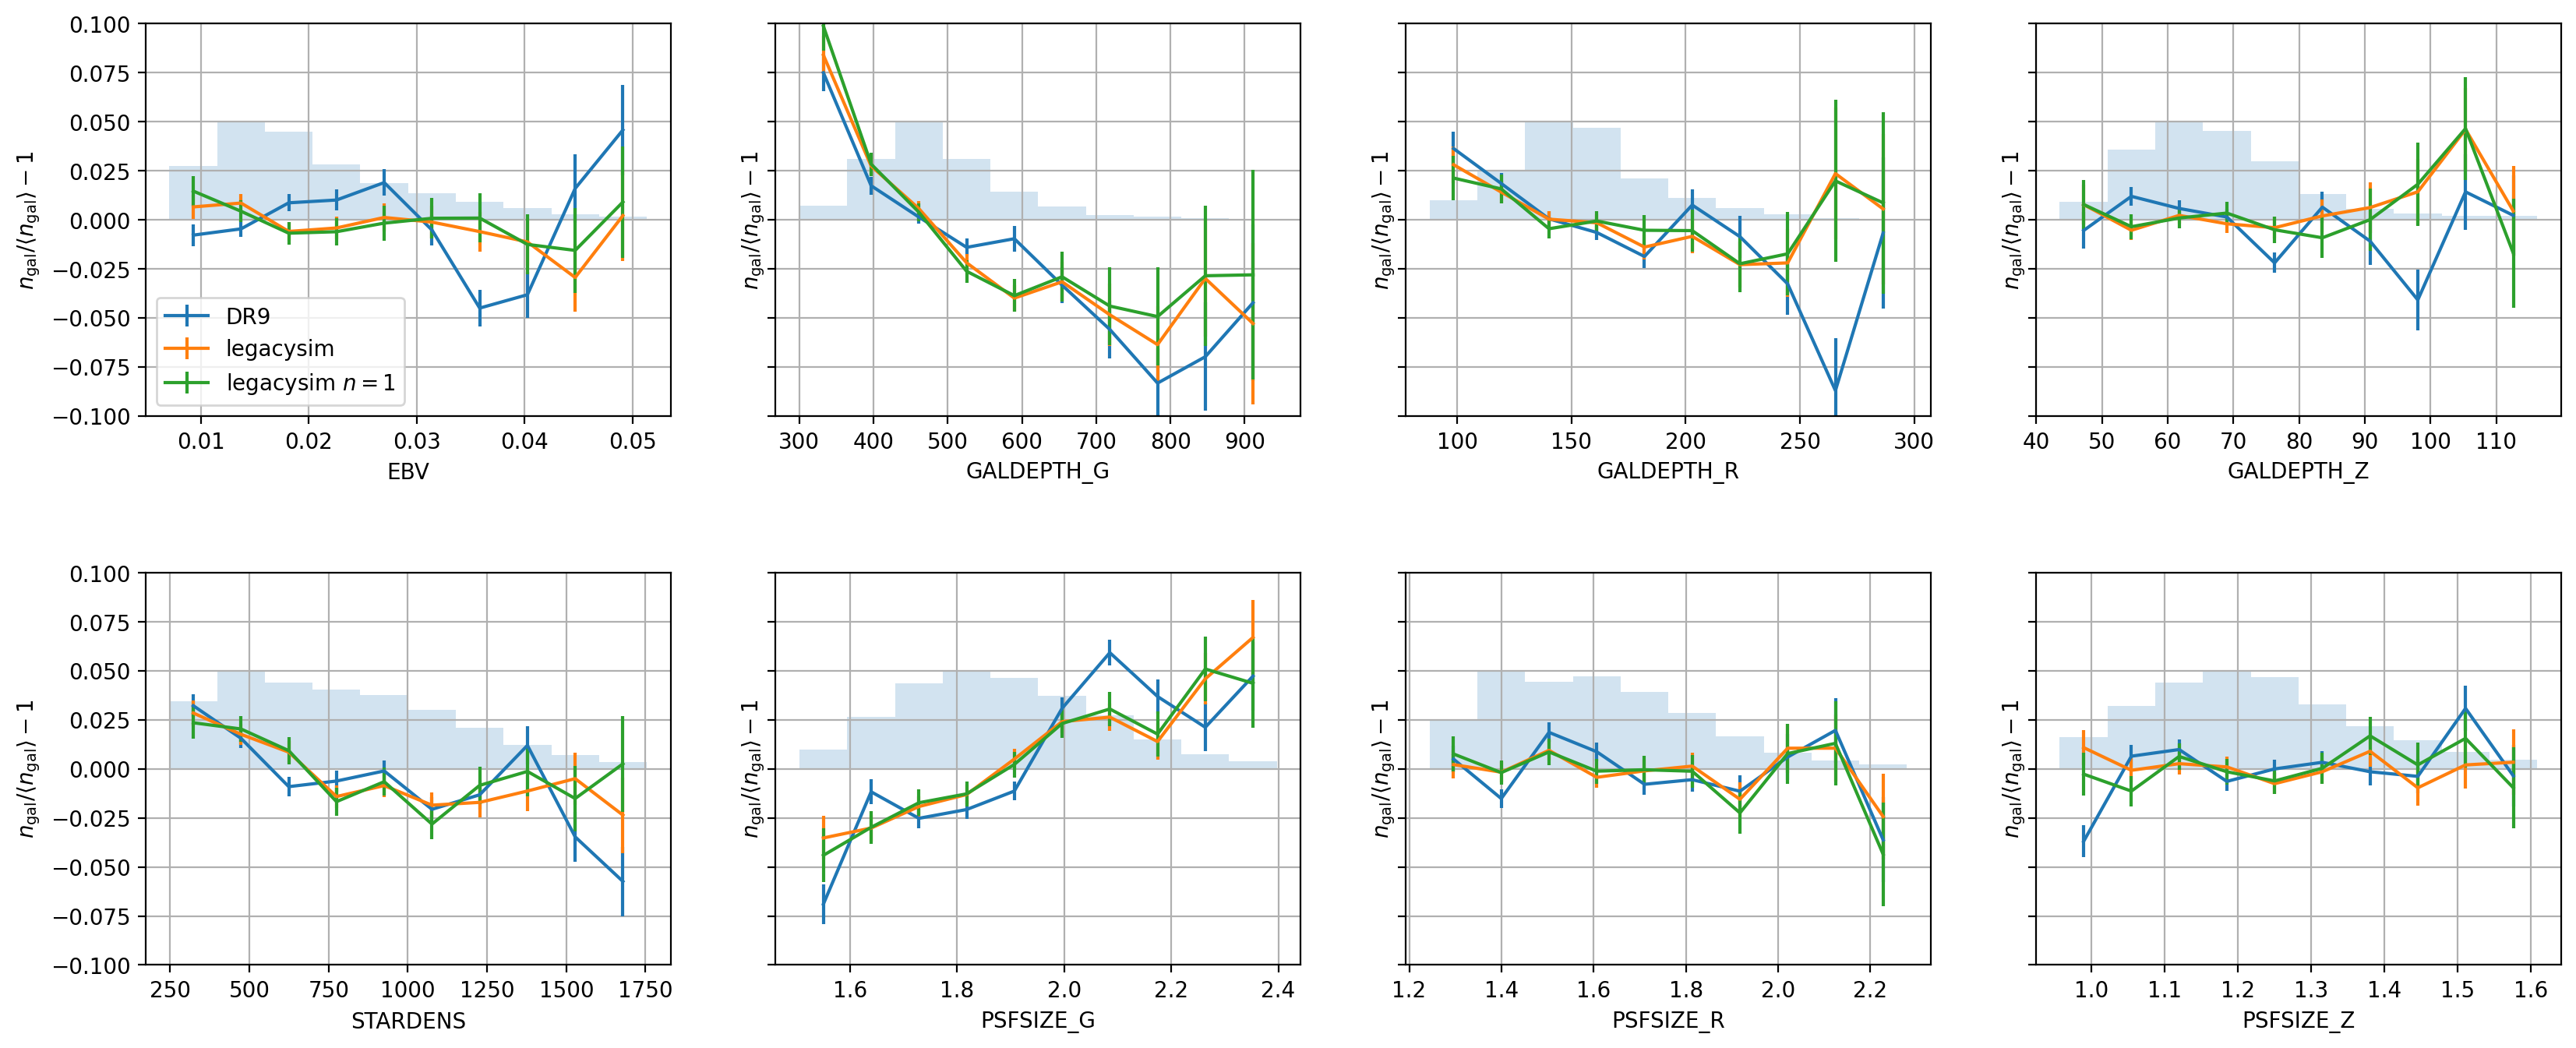 n_gal/⟨n_gal⟩ − 1
0.100
0.075
0.050
0.025
0.000
−0.025
−0.050
−0.075
−0.100
DR9
legacysim
legacysim n = 1
0.01 0.02 0.03 0.04 0.05
EBV
n_gal/⟨n_gal⟩ − 1
300 400 500 600 700 800 900
GALDEPTH_G
n_gal/⟨n_gal⟩ − 1
100 150 200 250 300
GALDEPTH_R
n_gal/⟨n_gal⟩ − 1
40 50 60 70 80 90 100 110
GALDEPTH_Z
n_gal/⟨n_gal⟩ − 1
0.100
0.075
0.050
0.025
0.000
−0.025
−0.050
−0.075
−0.100
250 500 750 1000 1250 1500 1750
STARDENS
n_gal/⟨n_gal⟩ − 1
1.6 1.8 2.0 2.2 2.4
PSFSIZE_G
n_gal/⟨n_gal⟩ − 1
1.2 1.4 1.6 1.8 2.0 2.2
PSFSIZE_R
n_gal/⟨n_gal⟩ − 1
1.0 1.1 1.2 1.3 1.4 1.5 1.6
PSFSIZE_Z